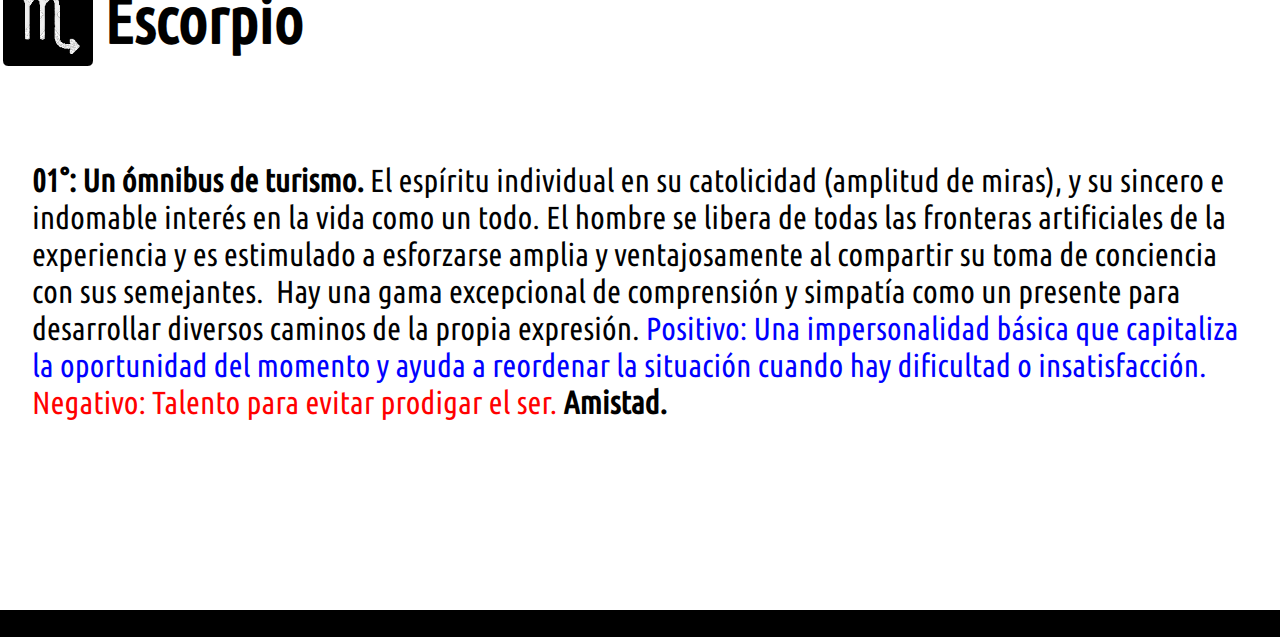 Escorpio
01°: Un ómnibus de turismo. El espíritu individual en su catolicidad (amplitud de miras), y su sincero e
indomable interés en la vida como un todo. El hombre se libera de todas las fronteras artificiales de la
experiencia y es estimulado a esforzarse amplia y ventajosamente al compartir su toma de conciencia
con sus semejantes.  Hay una gama excepcional de comprensión y simpatía como un presente para
desarrollar diversos caminos de la propia expresión. Positivo: Una impersonalidad básica que capitaliza
la oportunidad del momento y ayuda a reordenar la situación cuando hay dificultad o insatisfacción.
Negativo: Talento para evitar prodigar el ser. Amistad.